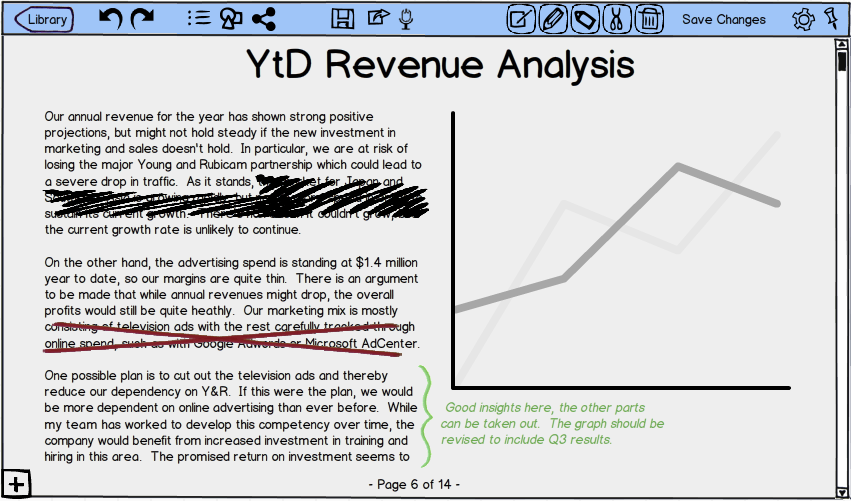 Library
Save Changes
YtD Revenue Analysis
Our annual revenue for the year has shown strong positive
projections, but might not hold steady if the new investment in
marketing and sales doesn't hold. In particular, we are at risk of
losing the major Young and Rubicam partnership which could lead to
a severe drop in traffic. As it stands, for Japan and
sustain its current growth. There's couldn't grow,
the current growth rate is unlikely to continue.
On the other hand, the advertising spend is standing at $1.4 million
year to date, so our margins are quite thin. There is an argument
to be made that while annual revenues might drop, the overall
profits would still be quite heathly. Our marketing mix is mostly
consisting of television ads with the rest carefully tracked through
online spend, such as with Google Adwords or Microsoft AdCenter.
One possible plan is to cut out the television ads and thereby
reduce our dependency on Y&R. If this were the plan, we would
be more dependent on online advertising than ever before. While
my team has worked to develop this competency over time, the
company would benefit from increased investment in training and
hiring in this area. The promised return on investment seems to
Good insights here, the other parts
can be taken out. The graph should be
revised to include Q3 results.
- Page 6 of 14 -